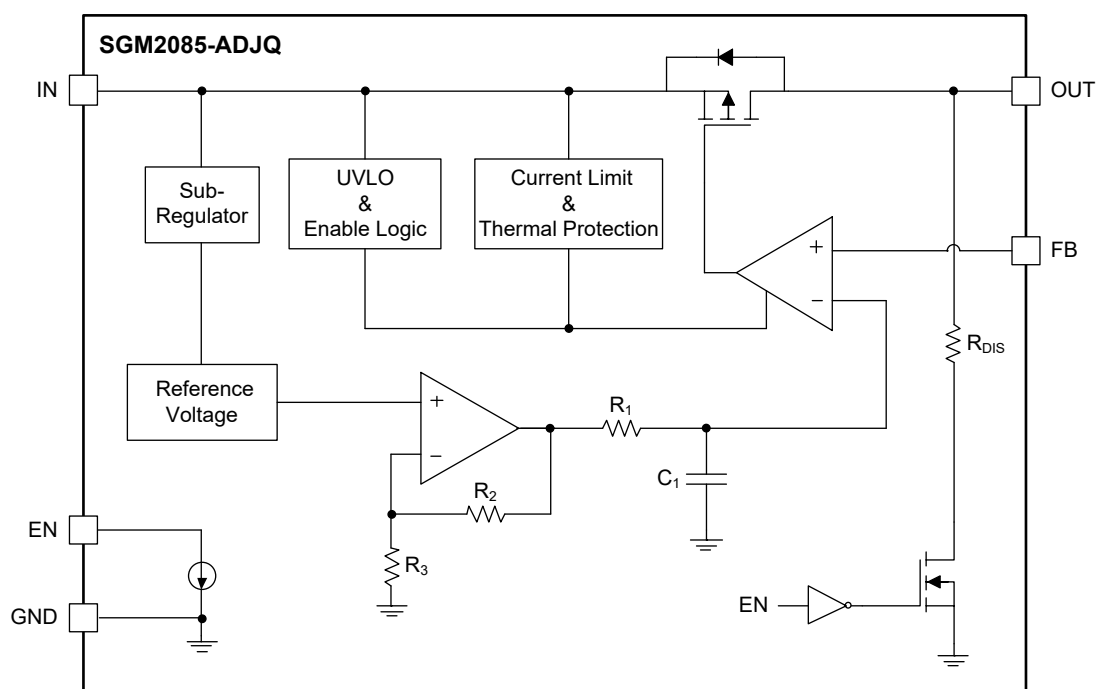 SGM2085-ADJQ
IN
OUT
Sub-
Regulator
UVLO
&
Enable Logic
Current Limit
&
Thermal Protection
+
−
FB
RDIS
Reference
Voltage
+
−
R1
C1
R2
R3
EN
GND
EN